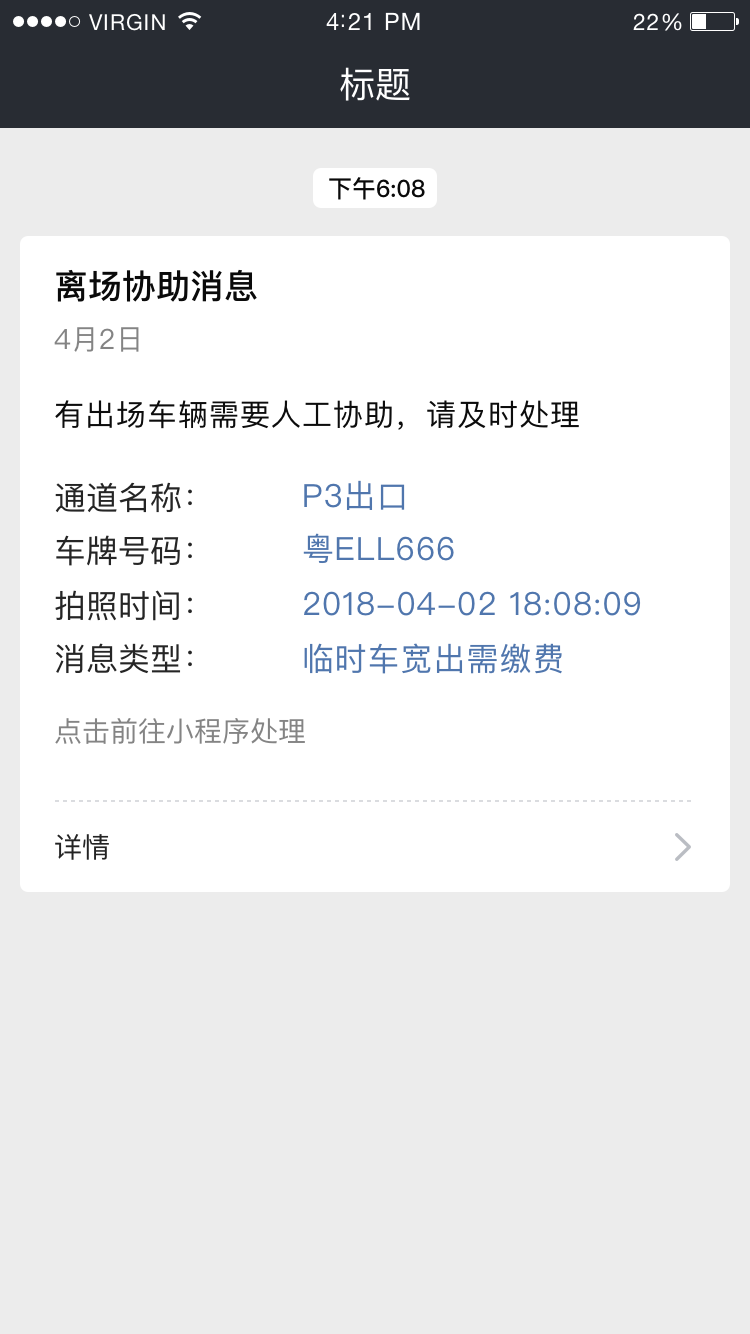 VIRGIN 4:21 PM 22%
标题
下午6:08
离场协助消息
4月2日
有出场车辆需要人工协助，请及时处理
通道名称： P3出口
车牌号码： 粤ELL666
拍照时间： 2018-04-02 18:08:09
消息类型： 临时车宽出需缴费
点击前往小程序处理
详情